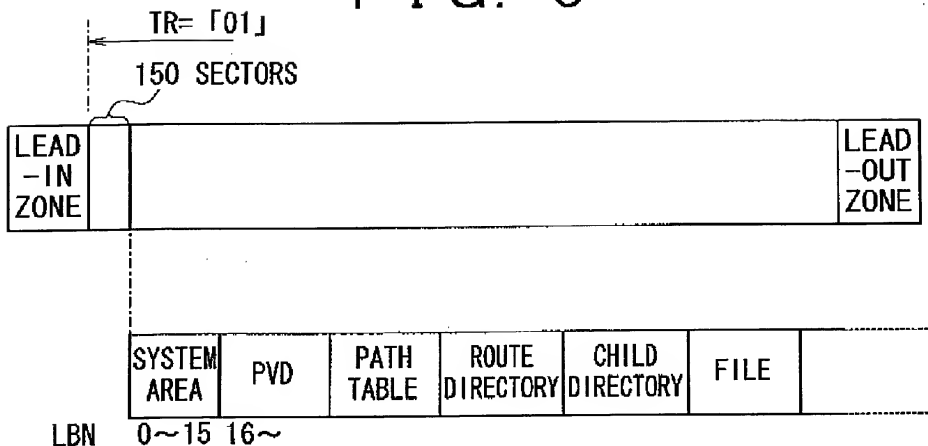 TR= 「01」
150 SECTORS
LEAD
-IN
ZONE
LEAD
-OUT
ZONE
SYSTEM
AREA
PVD
PATH
TABLE
ROUTE
DIRECTORY
CHILD
DIRECTORY
FILE
LBN 0~15 16~